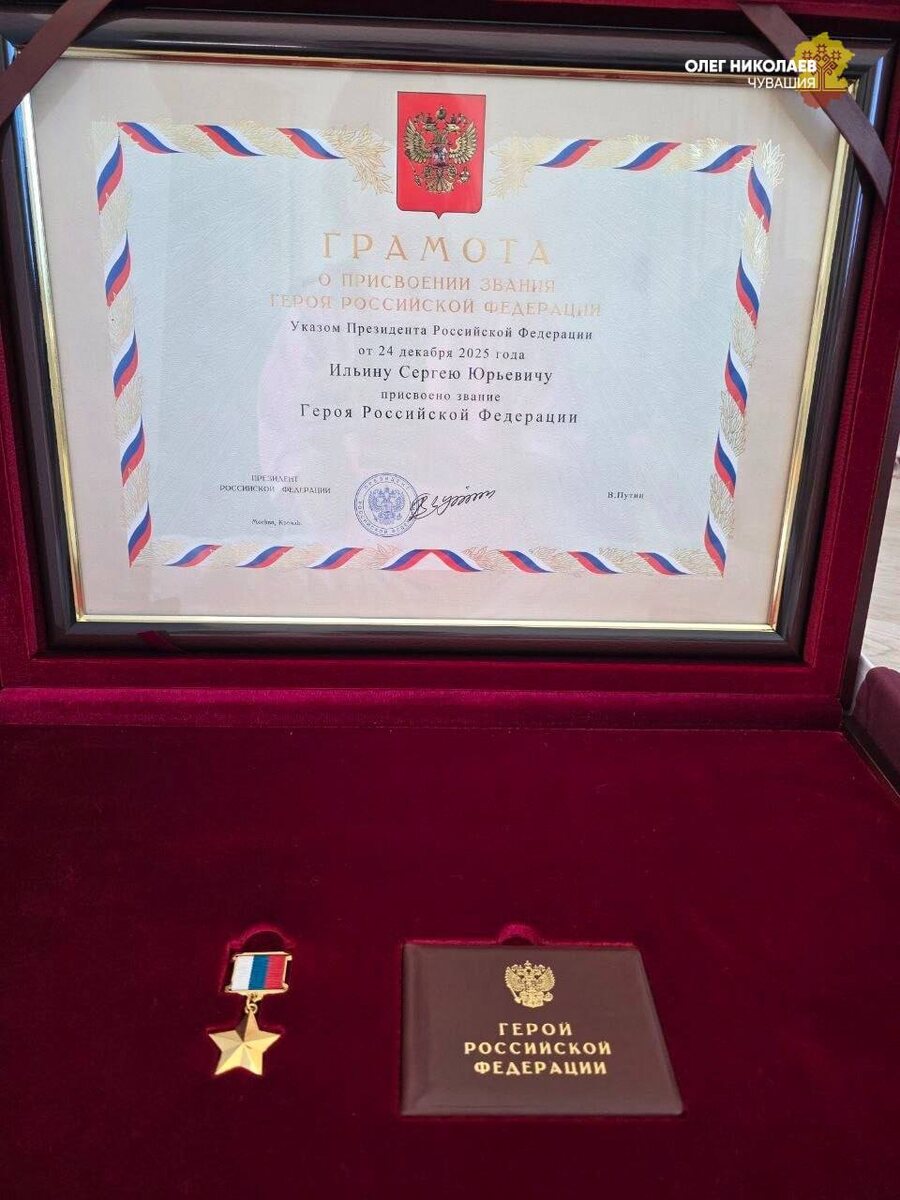 ОЛЕГ НИКОЛАЕВ
ЧУВАШИЯ
ГРАМОТА
О ПРИСВОЕНИИ ЗВАНИЯ
ГЕРОЯ РОССИЙСКОЙ ФЕДЕРАЦИИ
Указом Президента Российской Федерации
от 24 декабря 2025 года
Ильину Сергею Юрьевичу
присвоено звание
Героя Российской Федерации
ПРЕЗИДЕНТ
РОССИЙСКОЙ ФЕДЕРАЦИИ
В.Путин
Москва, Кремль
ГЕРОЙ
РОССИЙСКОЙ
ФЕДЕРАЦИИ